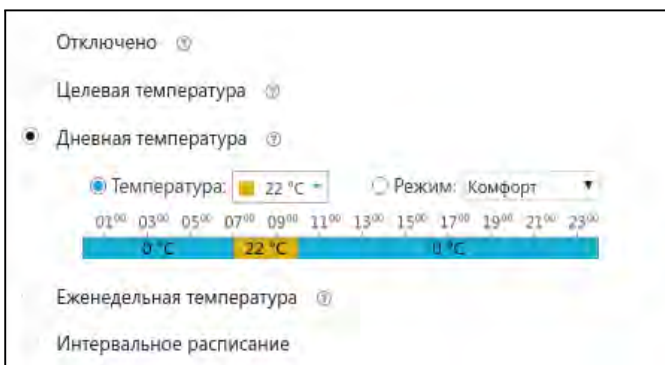 Отключено ?
Целевая температура ?
Дневная температура ?
Температура: 22 °C Режим: Комфорт
01⁰⁰ 03⁰⁰ 05⁰⁰ 07⁰⁰ 09⁰⁰ 11⁰⁰ 13⁰⁰ 15⁰⁰ 17⁰⁰ 19⁰⁰ 21⁰⁰ 23⁰⁰
0 °C 22 °C 0 °C
Еженедельная температура ?
Интервальное расписание